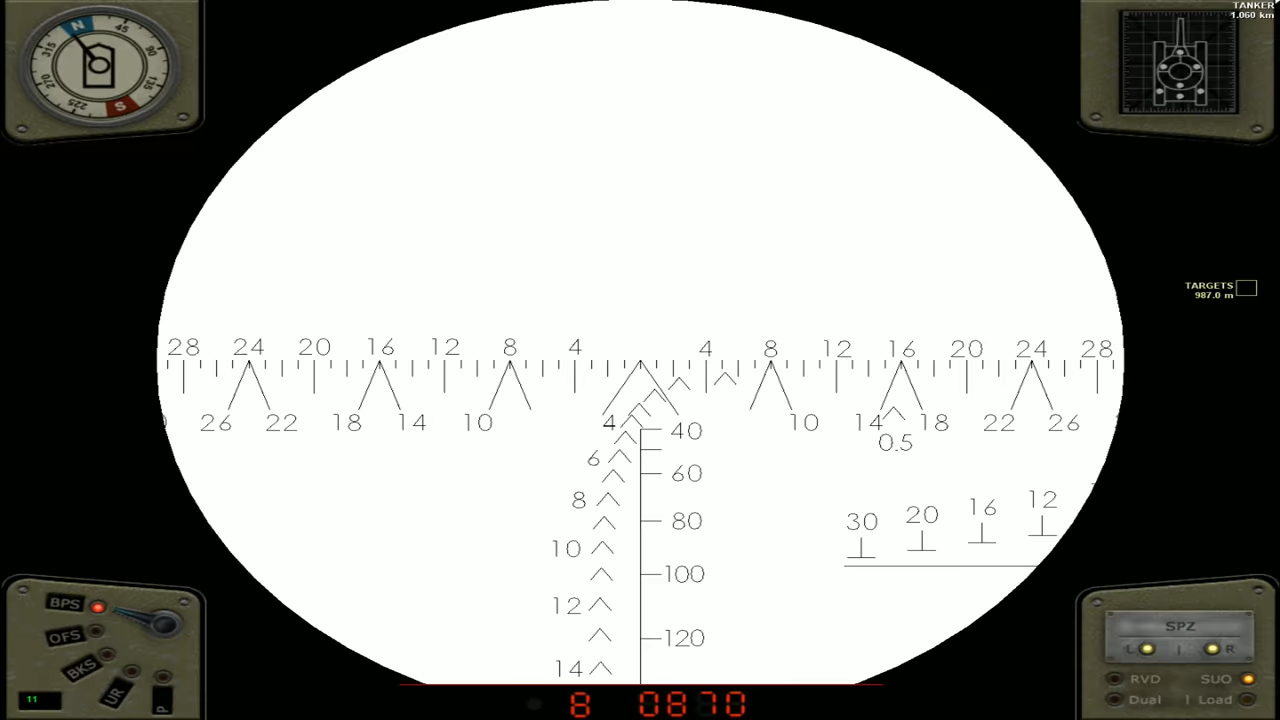 TANKER
1.060 km
N
45
90
135
S
225
270
315
TARGETS
987.0 m
28 24 20 16 12 8 4 4 8 12 16 20 24 28
26 22 18 14 10 4 10 14 18 22 26
40
0.5
6
60
8
80
10
100
12
120
14
30 20 16 12
BPS
OFS
BKS
UR
P
11
SPZ
L | R
RVD SUO
Dual | Load
8 0870